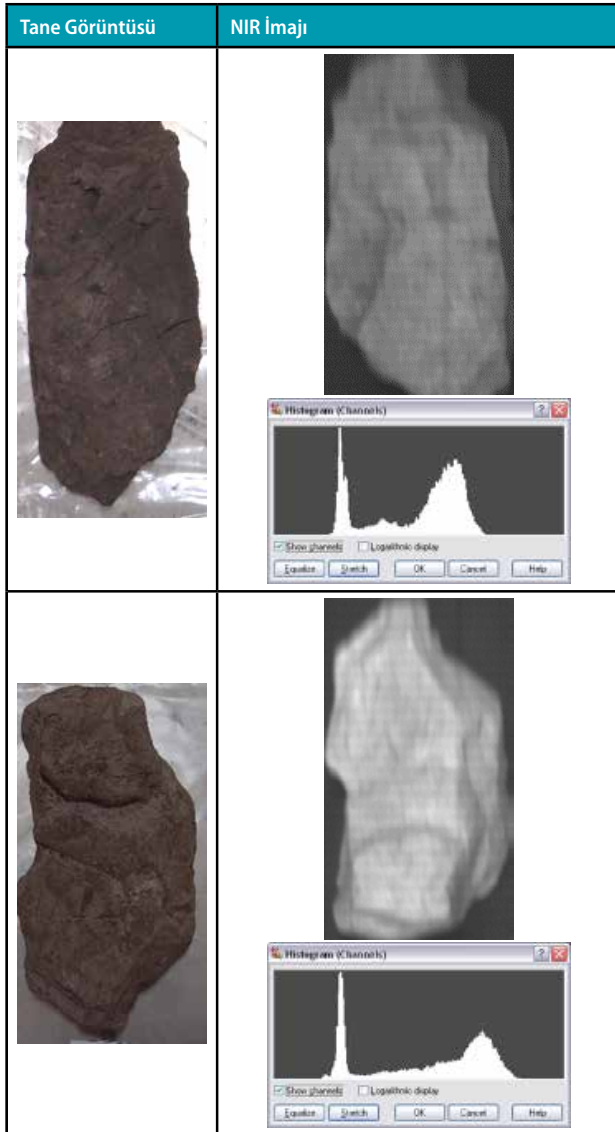 Tane Görüntüsü
NIR İmajı
Histogram (Channels)
Show channels
Logarithmic display
Equalize
Stretch
OK
Cancel
Help
Histogram (Channels)
Show channels
Logarithmic display
Equalize
Stretch
OK
Cancel
Help